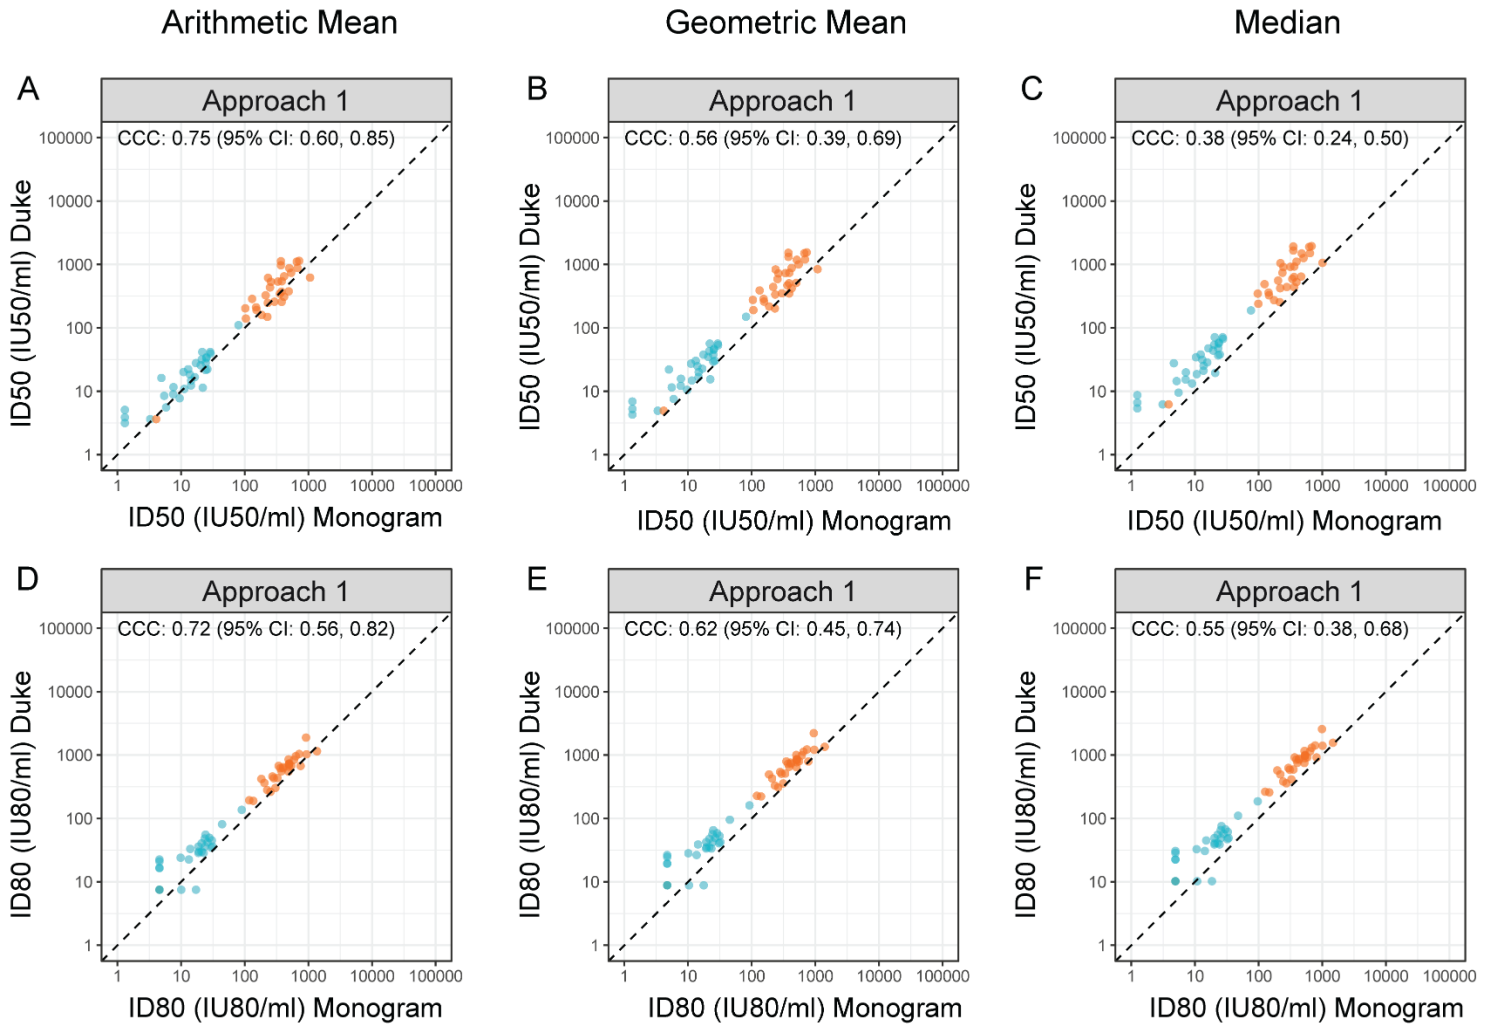 Arithmetic Mean
Geometric Mean
Median
A
Approach 1
CCC: 0.75 (95% CI: 0.60, 0.85)
100000
10000
1000
100
10
1
ID50 (IU50/ml) Duke
1 10 100 1000 10000 100000
ID50 (IU50/ml) Monogram
B
Approach 1
CCC: 0.56 (95% CI: 0.39, 0.69)
100000
10000
1000
100
10
1
ID50 (IU50/ml) Duke
1 10 100 1000 10000 100000
ID50 (IU50/ml) Monogram
C
Approach 1
CCC: 0.38 (95% CI: 0.24, 0.50)
100000
10000
1000
100
10
1
ID50 (IU50/ml) Duke
1 10 100 1000 10000 100000
ID50 (IU50/ml) Monogram
D
Approach 1
CCC: 0.72 (95% CI: 0.56, 0.82)
100000
10000
1000
100
10
1
ID80 (IU80/ml) Duke
1 10 100 1000 10000 100000
ID80 (IU80/ml) Monogram
E
Approach 1
CCC: 0.62 (95% CI: 0.45, 0.74)
100000
10000
1000
100
10
1
ID80 (IU80/ml) Duke
1 10 100 1000 10000 100000
ID80 (IU80/ml) Monogram
F
Approach 1
CCC: 0.55 (95% CI: 0.38, 0.68)
100000
10000
1000
100
10
1
ID80 (IU80/ml) Duke
1 10 100 1000 10000 100000
ID80 (IU80/ml) Monogram